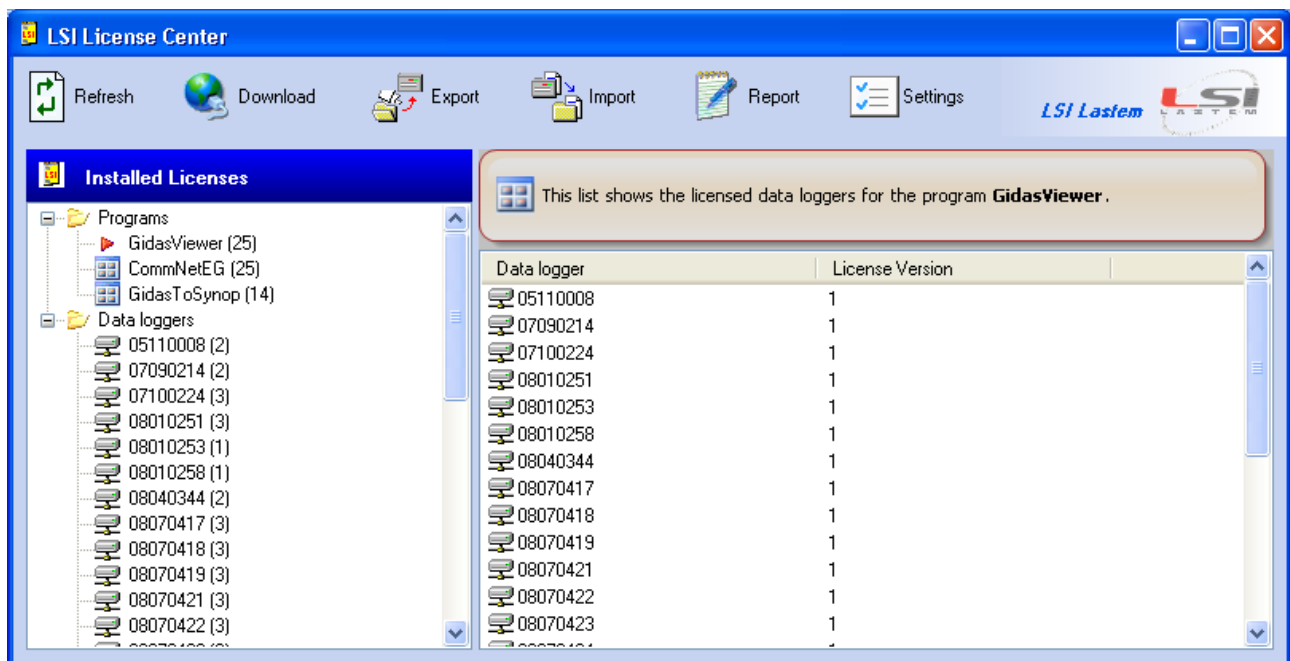 LSI License Center
Refresh Download Export Import Report Settings LSI Lastem LSI LASTEM
Installed Licenses
Programs
GidasViewer (25)
CommNetEG (25)
GidasToSynop (14)
Data loggers
05110008 (2)
07090214 (2)
07100224 (3)
08010251 (3)
08010253 (1)
08010258 (1)
08040344 (2)
08070417 (3)
08070418 (3)
08070419 (3)
08070421 (3)
08070422 (3)
This list shows the licensed data loggers for the program GidasViewer.
Data logger License Version
05110008 1
07090214 1
07100224 1
08010251 1
08010253 1
08010258 1
08040344 1
08070417 1
08070418 1
08070419 1
08070421 1
08070422 1
08070423 1